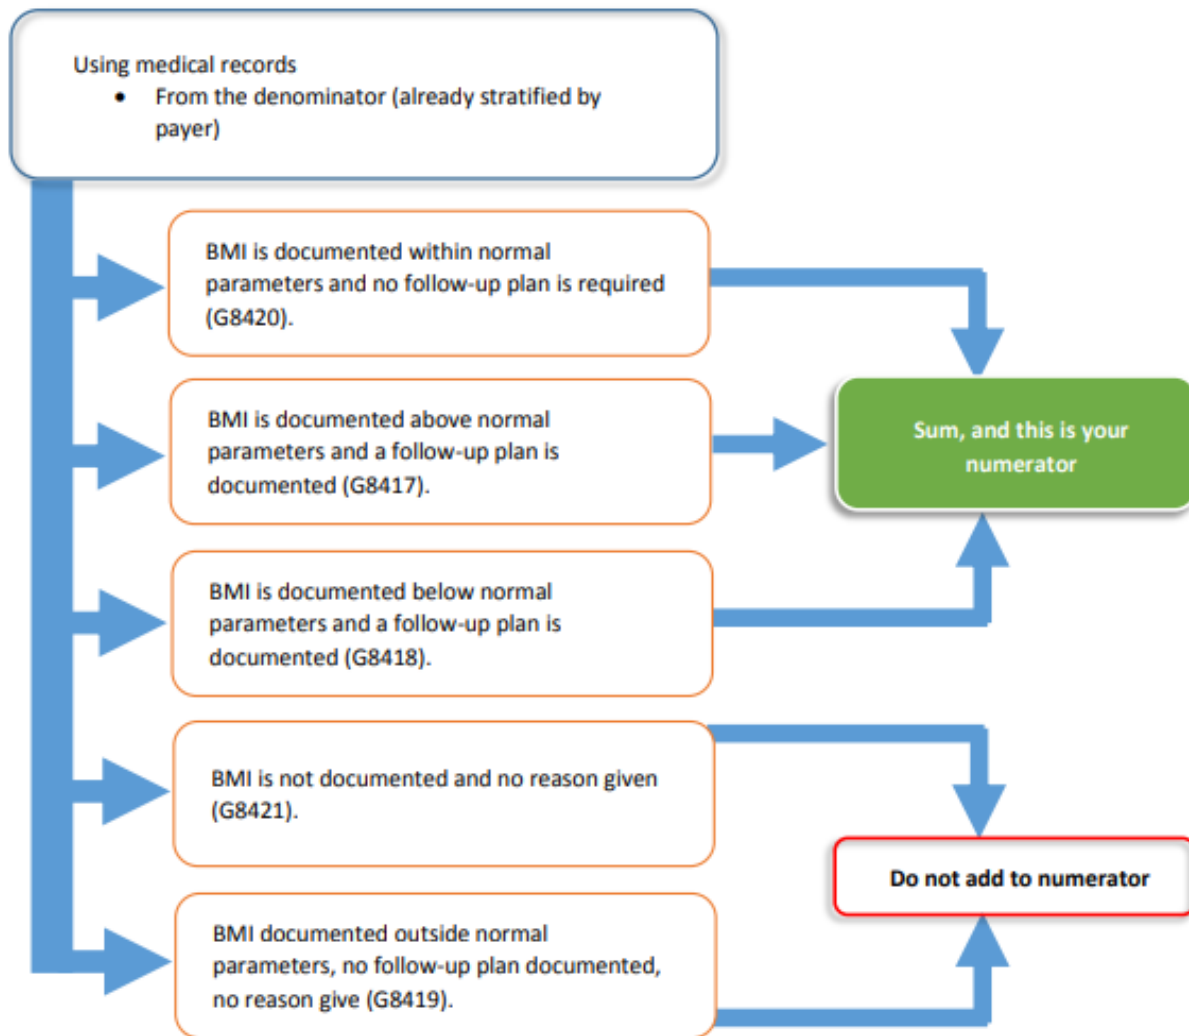 Using medical records
• From the denominator (already stratified by
payer)
BMI is documented within normal
parameters and no follow-up plan is required
(G8420).
BMI is documented above normal
parameters and a follow-up plan is
documented (G8417).
Sum, and this is your
numerator
BMI is documented below normal
parameters and a follow-up plan is
documented (G8418).
BMI is not documented and no reason given
(G8421).
Do not add to numerator
BMI documented outside normal
parameters, no follow-up plan documented,
no reason give (G8419).